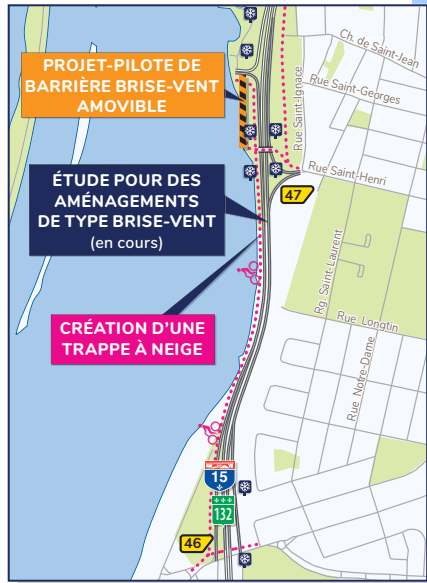 PROJET-PILOTE DE
BARRIÈRE BRISE-VENT
AMOVIBLE
Ch. de Saint-Jean
Rue Saint-Georges
Rue Saint-Ignace
Rue Saint-Henri
ÉTUDE POUR DES
AMÉNAGEMENTS
DE TYPE BRISE-VENT
(en cours)
47
Rg. Saint-Laurent
CRÉATION D'UNE
TRAPPE À NEIGE
Rue Longtin
Rue Notre-Dame
15
132
46